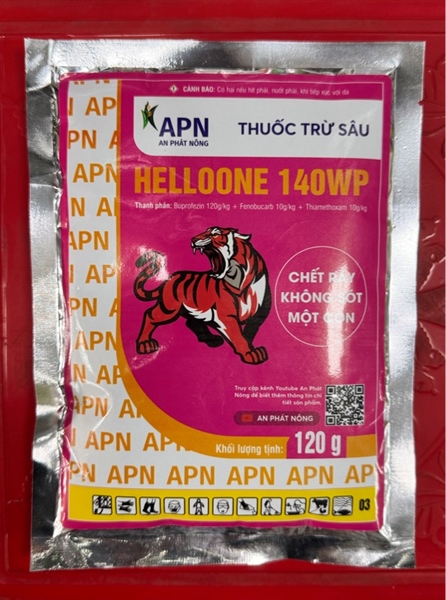 CẢNH BÁO: Có hại nếu hít phải, nuốt phải, khi tiếp xúc với da
APN
AN PHÁT NÔNG
THUỐC TRỪ SÂU
HELLOONE 140WP
Thành phần: Buprofezin 120g/kg + Fenobucarb 10g/kg + Thiamethoxam 10g/kg
CHẾT RẦY
KHÔNG SÓT
MỘT CON
Truy cập kênh Youtube An Phát
Nông để biết thêm thông tin chi
tiết sản phẩm.
AN PHÁT NÔNG
Khối lượng tịnh: 120 g
APN APN APN APN APN AP
03